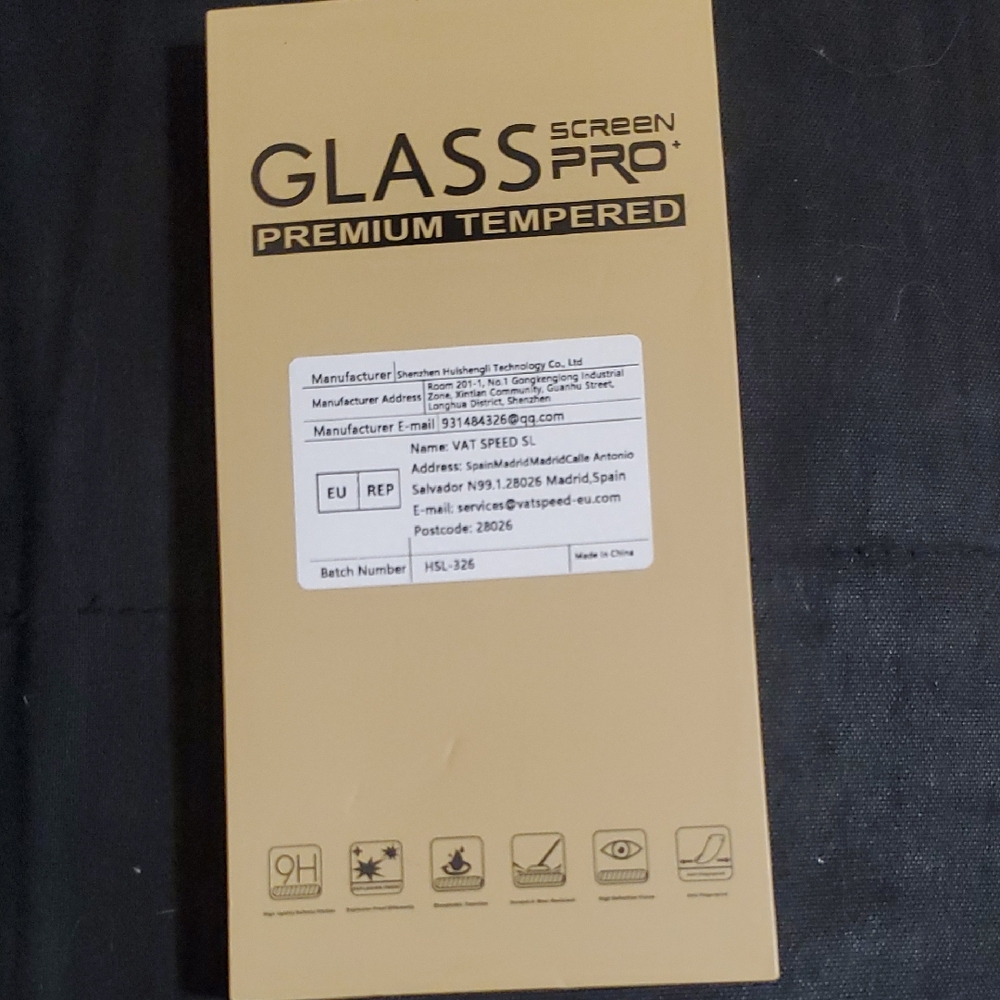 GLASS SCREEN PRO+
PREMIUM TEMPERED
Manufacturer Shenzhen Huishengli Technology Co., Ltd
Manufacturer Address Room 201-1, No.1 Gongkenglong Industrial
Zone, Xintian Community, Guanhu Street,
Longhua District, Shenzhen
Manufacturer E-mail 931484326@qq.com
Name: VAT SPEED SL
Address: SpainMadridMadridCalle Antonio
Salvador N99.1.28026 Madrid,Spain
EU REP
E-mail: services@vatspeed-eu.com
Postcode: 28026
Batch Number HSL-326 Made in China
9H